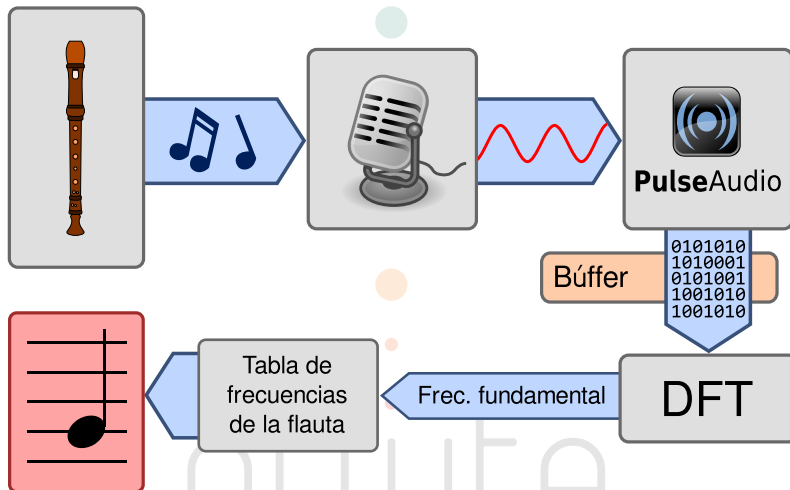 PulseAudio
0101010
1010001
0101001
1001010
1001010
Búffer
DFT
Frec. fundamental
Tabla de
frecuencias
de la flauta